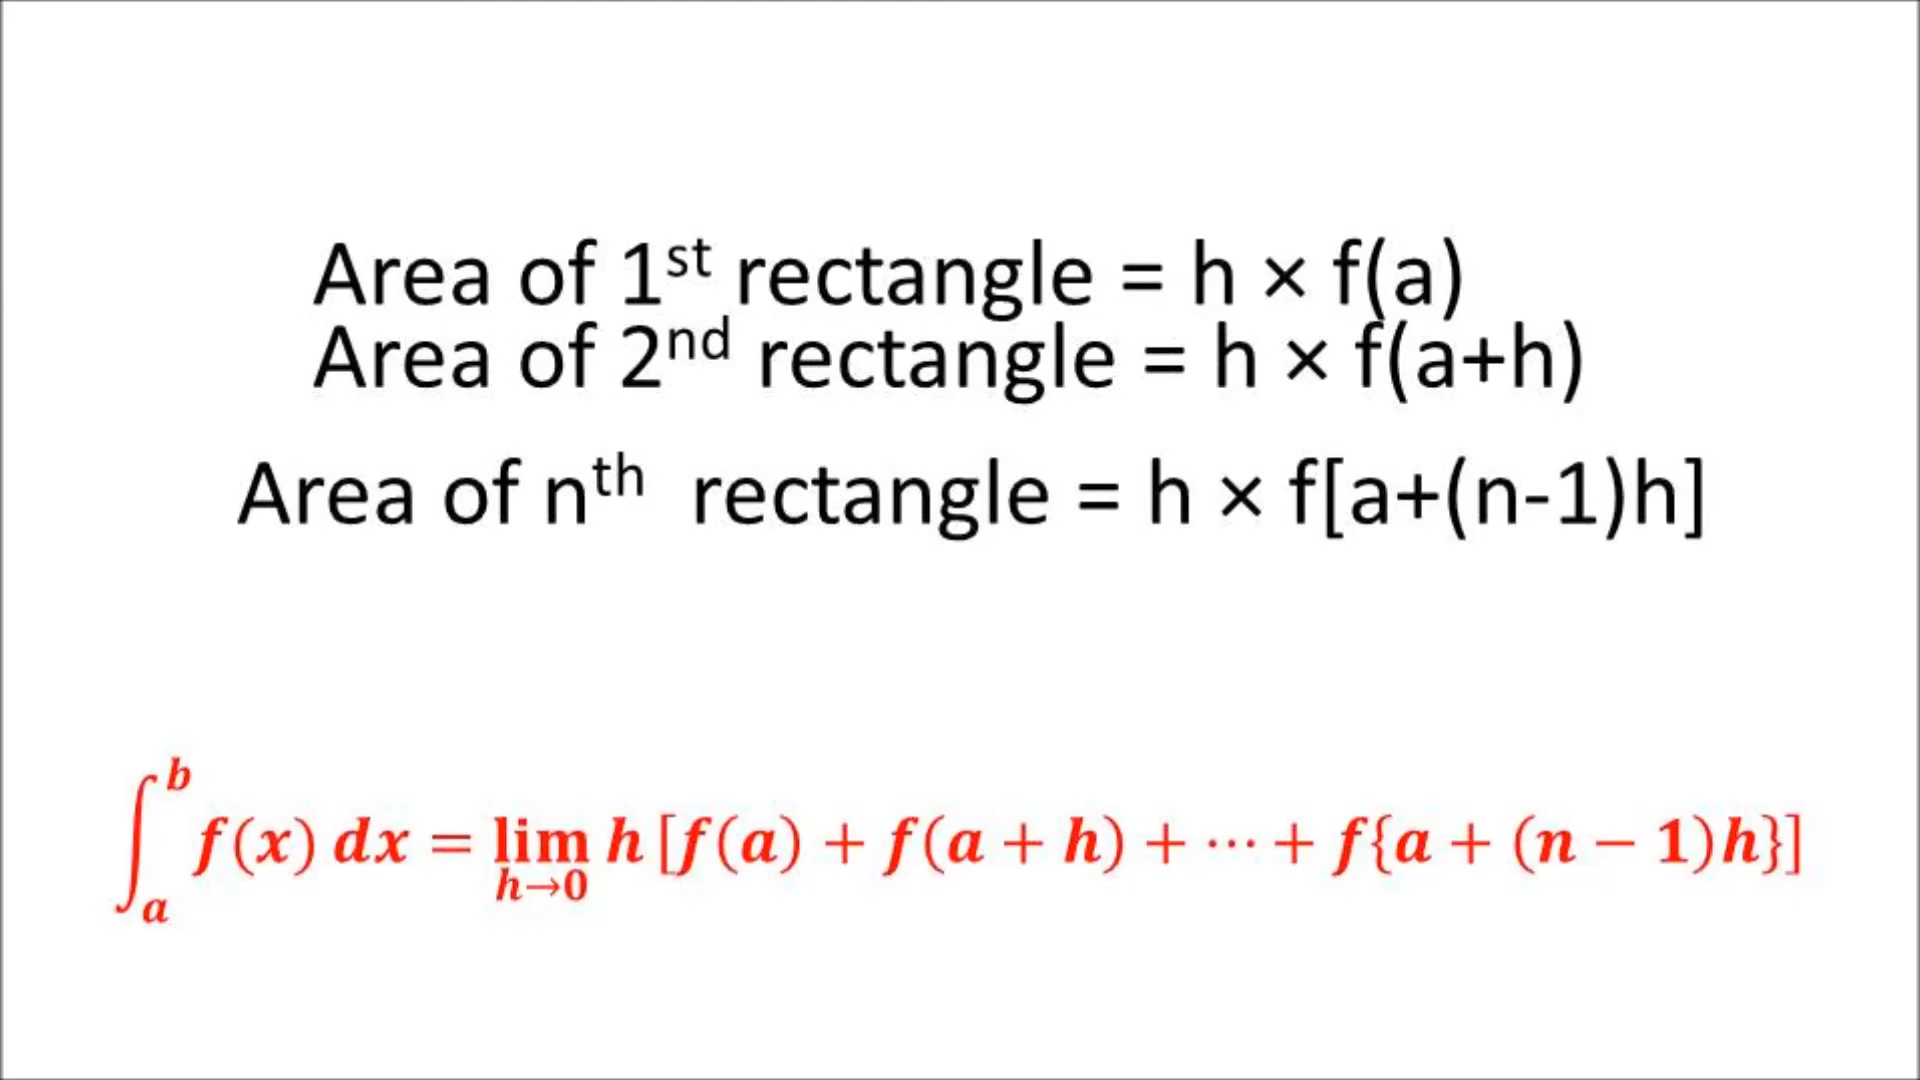 Area of 1st rectangle = h × f(a)
Area of 2nd rectangle = h × f(a+h)
Area of nth rectangle = h × f[a+(n-1)h]
∫ₐᵇ f(x) dx = lim h→0 h [f(a) + f(a + h) + ⋯ + f{a + (n − 1)h}]